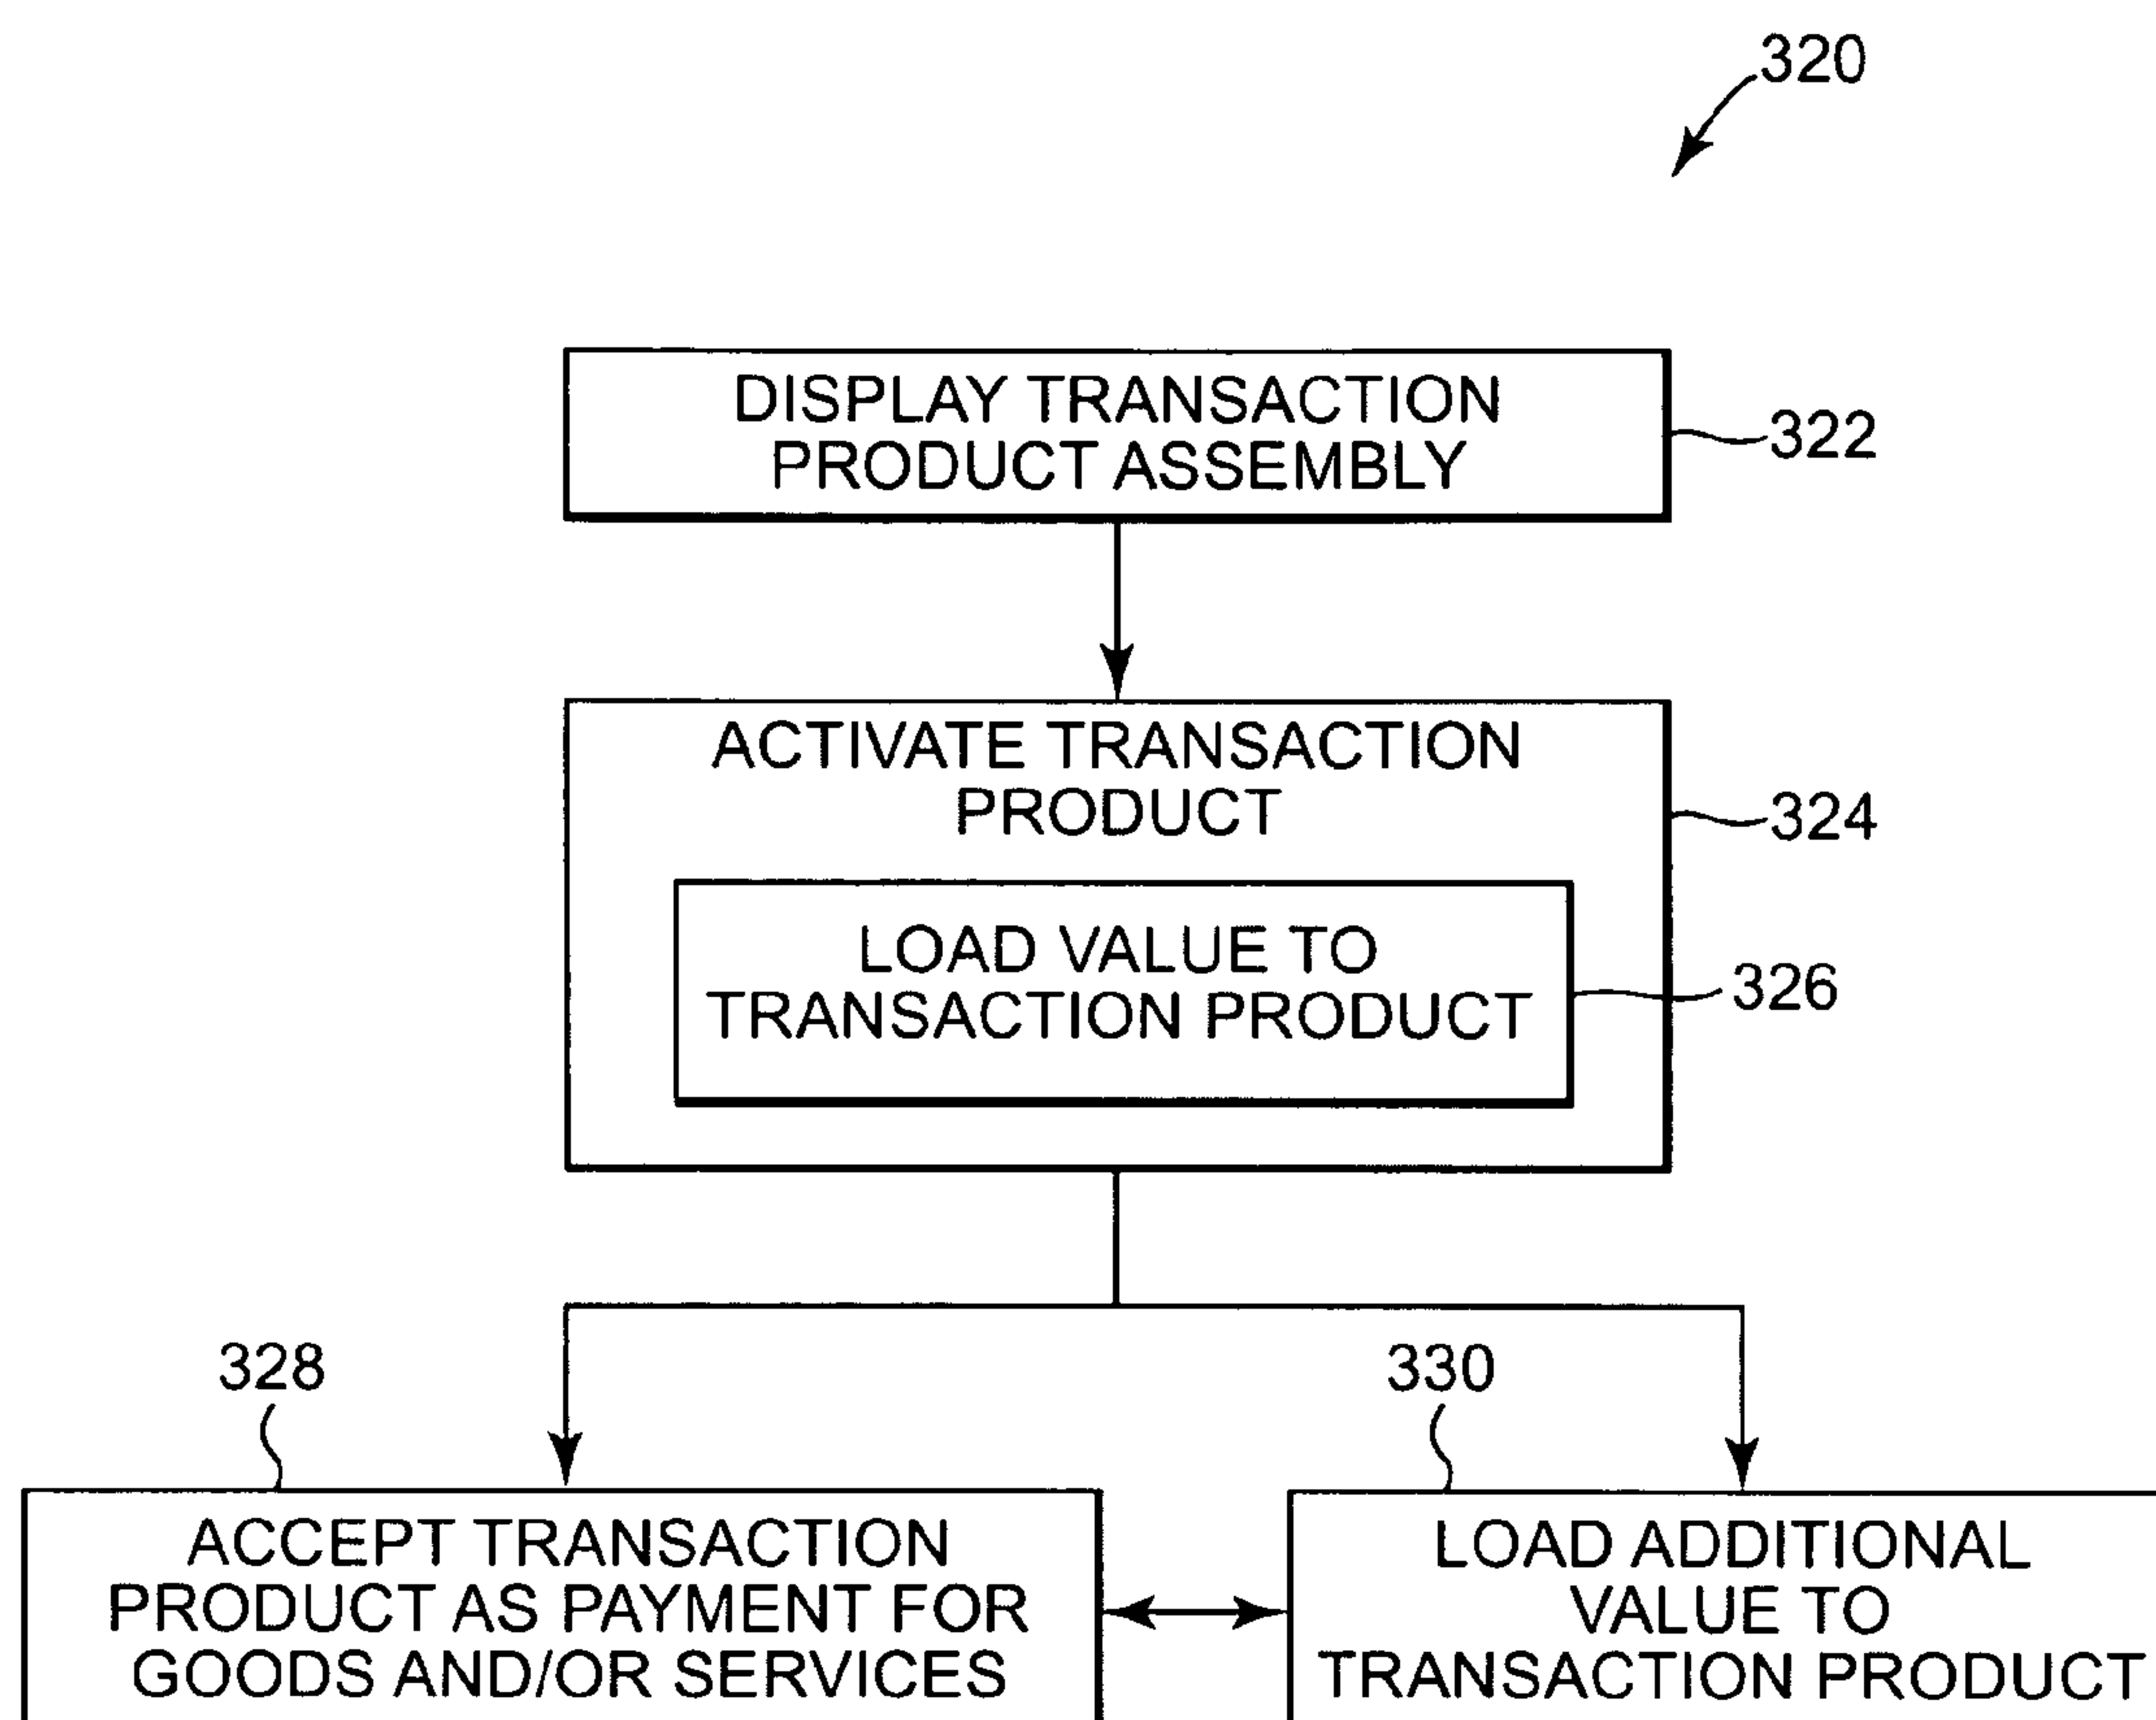 320
DISPLAY TRANSACTION
PRODUCT ASSEMBLY
322
ACTIVATE TRANSACTION
PRODUCT
324
LOAD VALUE TO
TRANSACTION PRODUCT
326
328
330
ACCEPT TRANSACTION
PRODUCT AS PAYMENT FOR
GOODS AND/OR SERVICES
LOAD ADDITIONAL
VALUE TO
TRANSACTION PRODUCT